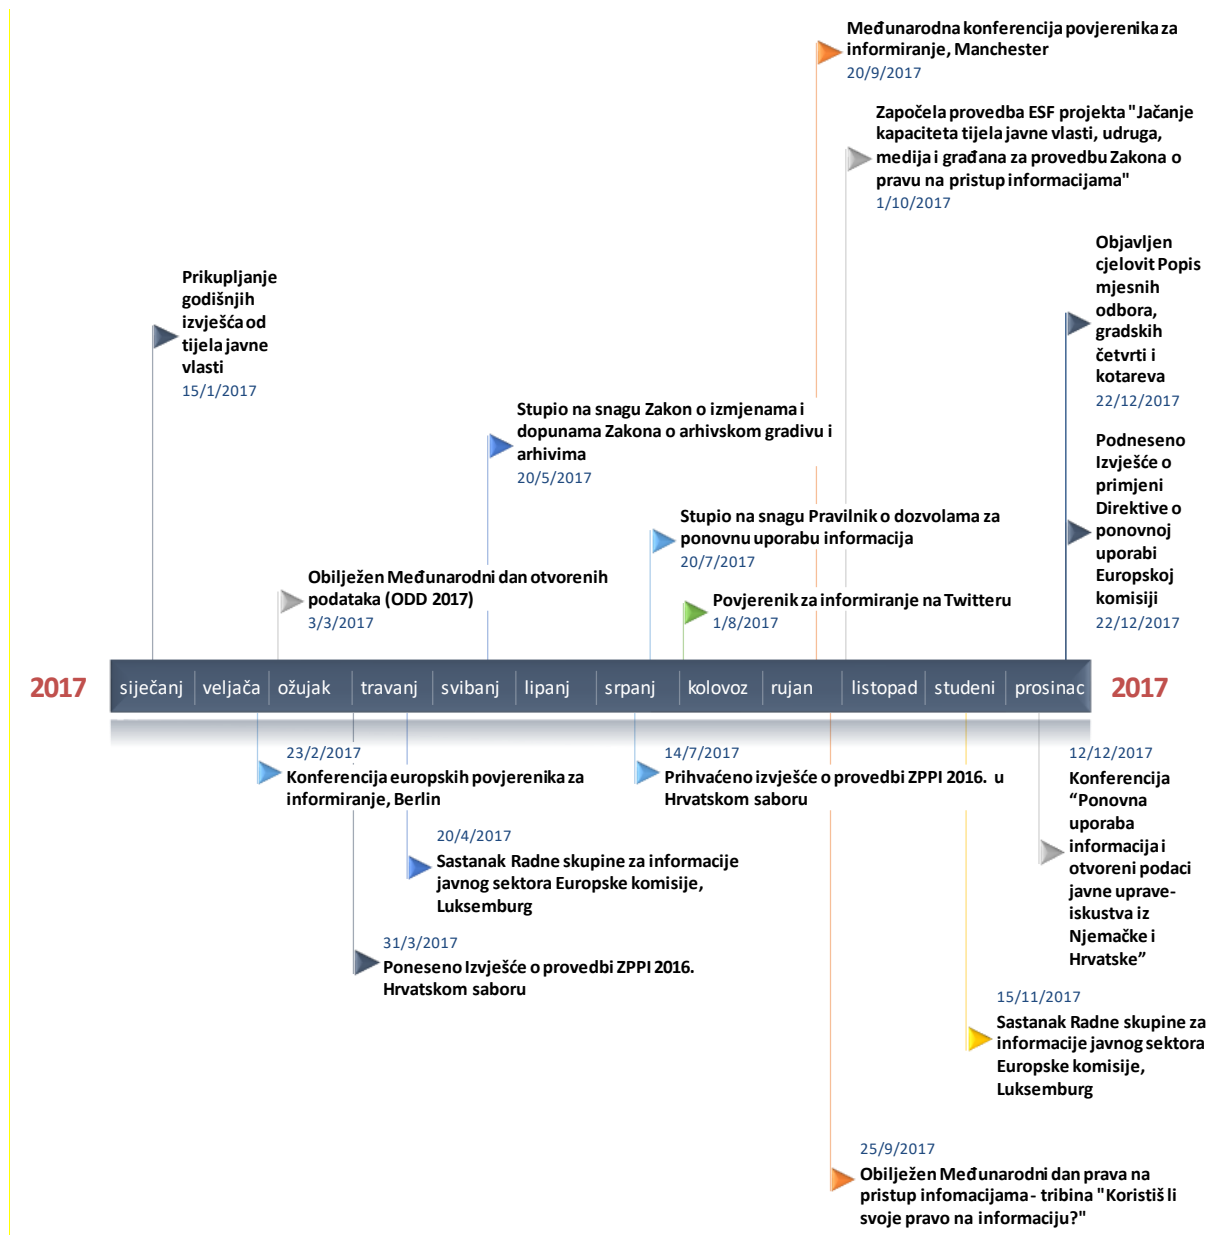 Međunarodna konferencija povjerenika za
informiranje, Manchester
20/9/2017
Započela provedba ESF projekta "Jačanje
kapaciteta tijela javne vlasti, udruga,
medija i građana za provedbu Zakona o
pravu na pristup informacijama"
1/10/2017
Objavljen
cjelovit Popis
mjesnih
odbora,
gradskih
četvrti i
kotareva
22/12/2017
Prikupljanje
godišnjih
izvješća od
tijela javne
vlasti
15/1/2017
Stupio na snagu Zakon o izmjenama i
dopunama Zakona o arhivskom gradivu i
arhivima
20/5/2017
Podneseno
Izvješće o
primjeni
Direktive o
ponovnoj
uporabi
Europskoj
komisiji
22/12/2017
Stupio na snagu Pravilnik o dozvolama za
ponovnu uporabu informacija
20/7/2017
Obilježen Međunarodni dan otvorenih
podataka (ODD 2017)
3/3/2017
Povjerenik za informiranje na Twitteru
1/8/2017
2017 siječanj veljača ožujak travanj svibanj lipanj srpanj kolovoz rujan listopad studeni prosinac 2017
23/2/2017
Konferencija europskih povjerenika za
informiranje, Berlin
14/7/2017
Prihvaćeno izvješće o provedbi ZPPI 2016. u
Hrvatskom saboru
12/12/2017
Konferencija
“Ponovna
uporaba
informacija i
otvoreni podaci
javne uprave-
iskustva iz
Njemačke i
Hrvatske”
20/4/2017
Sastanak Radne skupine za informacije
javnog sektora Europske komisije,
Luksemburg
31/3/2017
Poneseno Izvješće o provedbi ZPPI 2016.
Hrvatskom saboru
15/11/2017
Sastanak Radne skupine za
informacije javnog sektora
Europske komisije,
Luksemburg
25/9/2017
Obilježen Međunarodni dan prava na
pristup infomacijama - tribina "Koristiš li
svoje pravo na informaciju?"